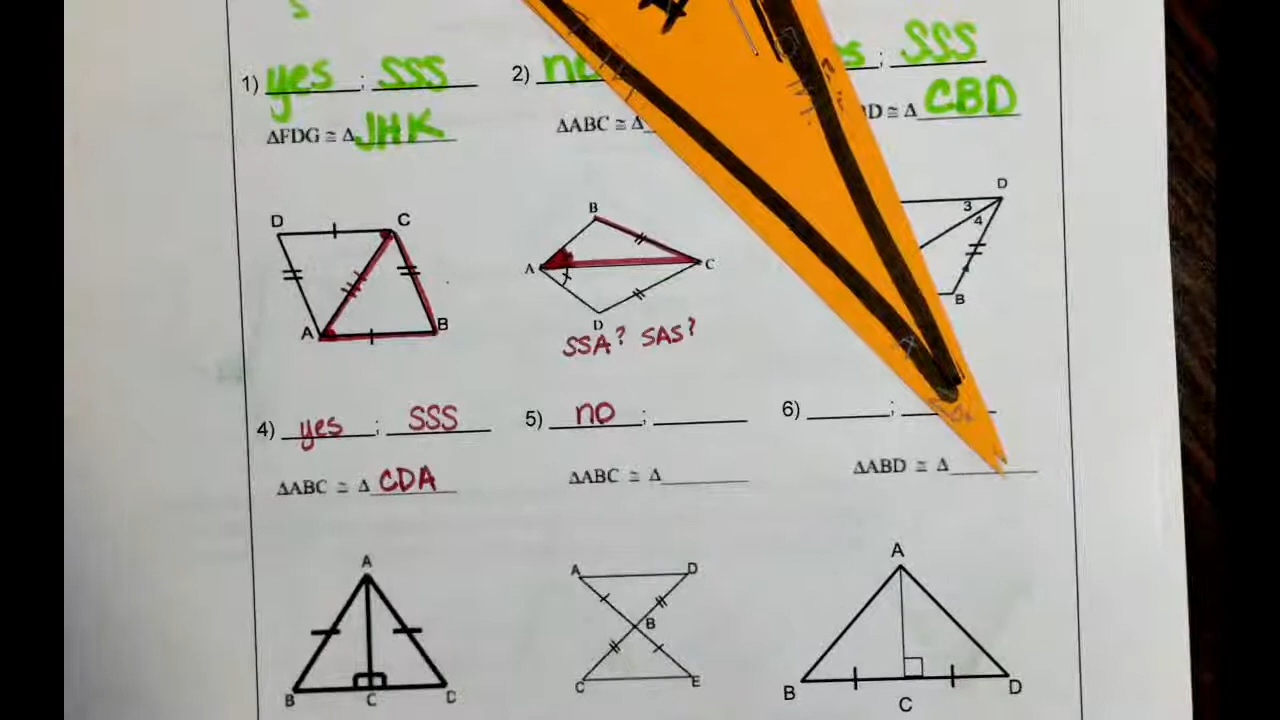 1) yes ; SSS 2) no SSS
ΔFDG ≅ Δ JHK ΔABC ≅ Δ D ≅ Δ CBD
D C B A C D 3 4 D B
A B
SSA? SAS?
4) yes ; SSS 5) no ; 6) ;
ΔABC ≅ Δ CDA ΔABC ≅ Δ ΔABD ≅ Δ
A A D A
B
B C D C E B C D